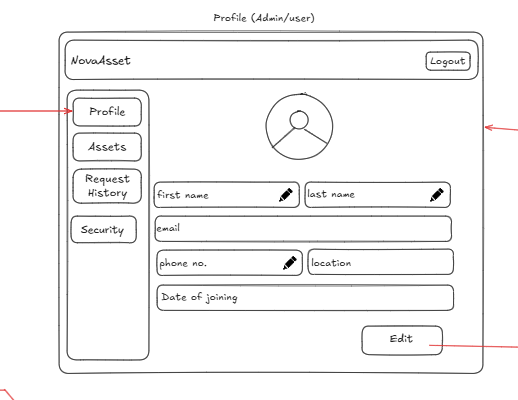 Profile (Admin/user)
NovaAsset
Logout
Profile
Assets
Request
History
Security
first name
last name
email
phone no.
location
Date of joining
Edit